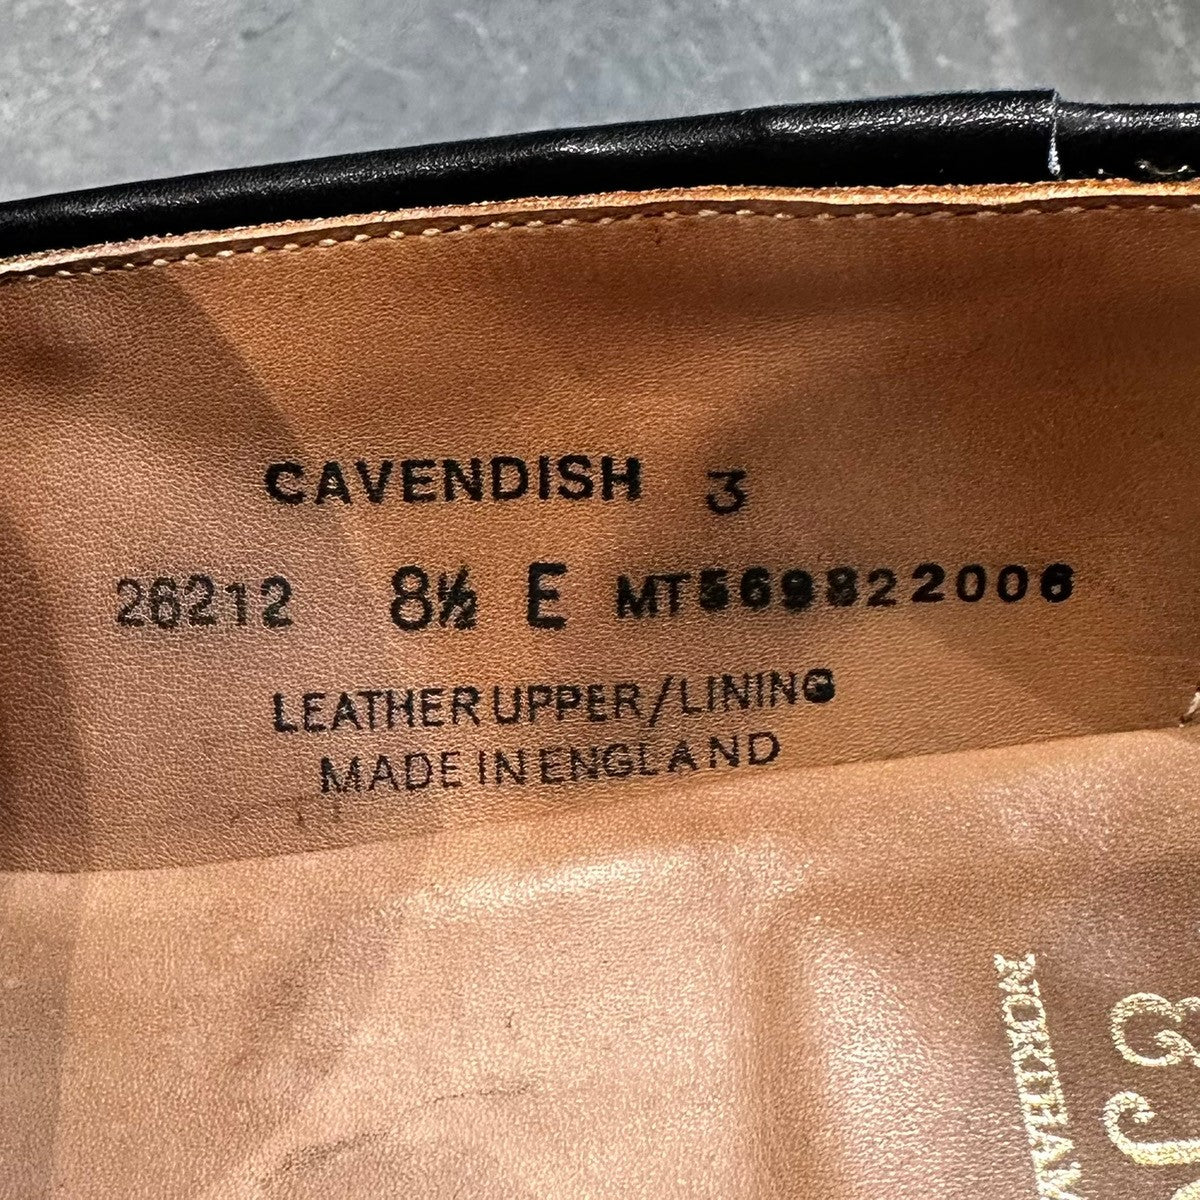 CAVENDISH 3
26212 8½ E MT569822006
LEATHER UPPER/LINING
MADE IN ENGLAND